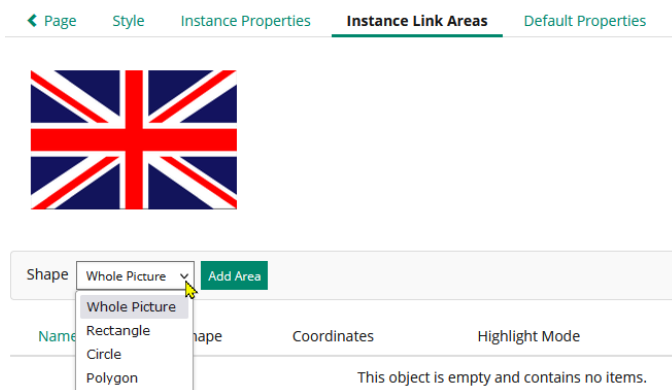 Page Style Instance Properties Instance Link Areas Default Properties
Shape Whole Picture Add Area
Whole Picture
Rectangle
Circle
Polygon
Name Coordinates Highlight Mode
This object is empty and contains no items.